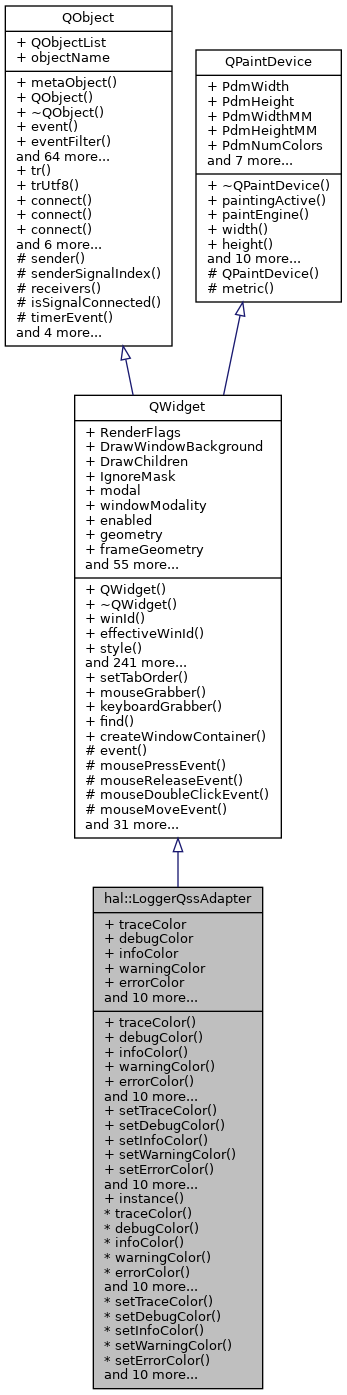 QObject
+ QObjectList
+ objectName
+ metaObject()
+ QObject()
+ ~QObject()
+ event()
+ eventFilter()
and 64 more...
+ tr()
+ trUtf8()
+ connect()
+ connect()
+ connect()
and 6 more...
# sender()
# senderSignalIndex()
# receivers()
# isSignalConnected()
# timerEvent()
and 4 more...
QPaintDevice
+ PdmWidth
+ PdmHeight
+ PdmWidthMM
+ PdmHeightMM
+ PdmNumColors
and 7 more...
+ ~QPaintDevice()
+ paintingActive()
+ paintEngine()
+ width()
+ height()
and 10 more...
# QPaintDevice()
# metric()
QWidget
+ RenderFlags
+ DrawWindowBackground
+ DrawChildren
+ IgnoreMask
+ modal
+ windowModality
+ enabled
+ geometry
+ frameGeometry
and 55 more...
+ QWidget()
+ ~QWidget()
+ winId()
+ effectiveWinId()
+ style()
and 241 more...
+ setTabOrder()
+ mouseGrabber()
+ keyboardGrabber()
+ find()
+ createWindowContainer()
# event()
# mousePressEvent()
# mouseReleaseEvent()
# mouseDoubleClickEvent()
# mouseMoveEvent()
and 31 more...
hal::LoggerQssAdapter
+ traceColor
+ debugColor
+ infoColor
+ warningColor
+ errorColor
and 10 more...
+ traceColor()
+ debugColor()
+ infoColor()
+ warningColor()
+ errorColor()
and 10 more...
+ setTraceColor()
+ setDebugColor()
+ setInfoColor()
+ setWarningColor()
+ setErrorColor()
and 10 more...
+ instance()
* traceColor()
* debugColor()
* infoColor()
* warningColor()
* errorColor()
and 10 more...
* setTraceColor()
* setDebugColor()
* setInfoColor()
* setWarningColor()
* setErrorColor()
and 10 more...